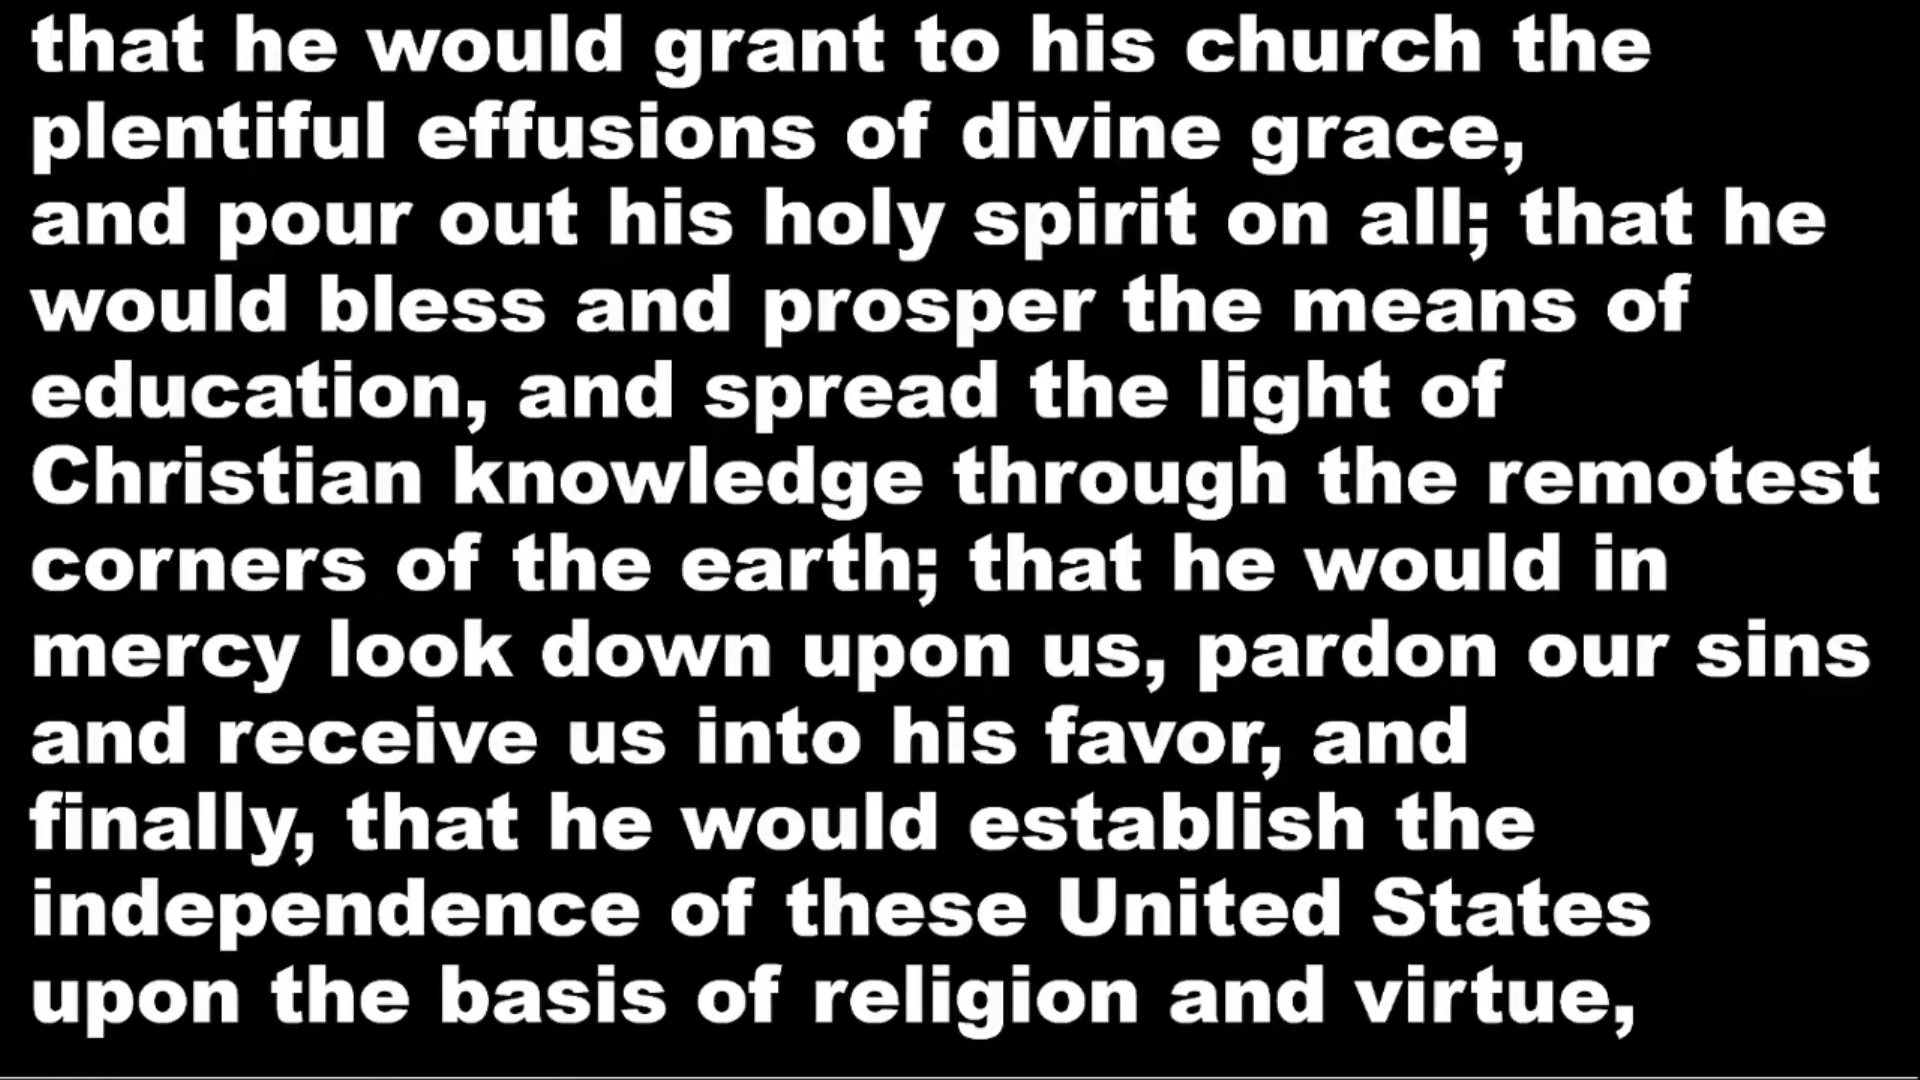 that he would grant to his church the
plentiful effusions of divine grace,
and pour out his holy spirit on all; that he
would bless and prosper the means of
education, and spread the light of
Christian knowledge through the remotest
corners of the earth; that he would in
mercy look down upon us, pardon our sins
and receive us into his favor, and
finally, that he would establish the
independence of these United States
upon the basis of religion and virtue,